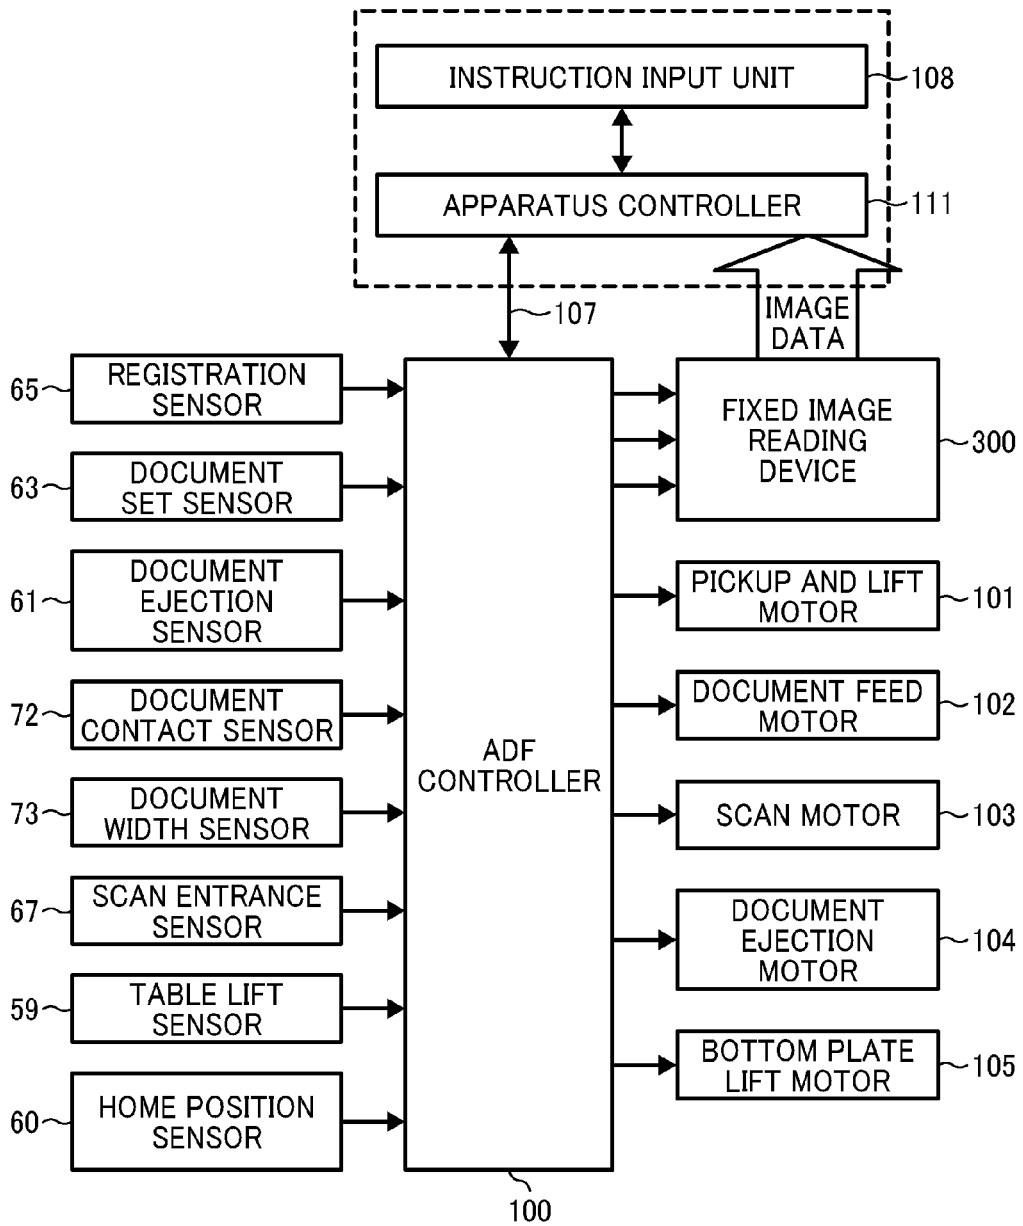 INSTRUCTION INPUT UNIT
108
APPARATUS CONTROLLER
111
107
IMAGE
DATA
65
REGISTRATION
SENSOR
63
DOCUMENT
SET SENSOR
61
DOCUMENT
EJECTION
SENSOR
72
DOCUMENT
CONTACT SENSOR
73
DOCUMENT
WIDTH SENSOR
67
SCAN ENTRANCE
SENSOR
59
TABLE LIFT
SENSOR
60
HOME POSITION
SENSOR
ADF
CONTROLLER
100
FIXED IMAGE
READING
DEVICE
300
PICKUP AND LIFT
MOTOR
101
DOCUMENT FEED
MOTOR
102
SCAN MOTOR
103
DOCUMENT
EJECTION
MOTOR
104
BOTTOM PLATE
LIFT MOTOR
105